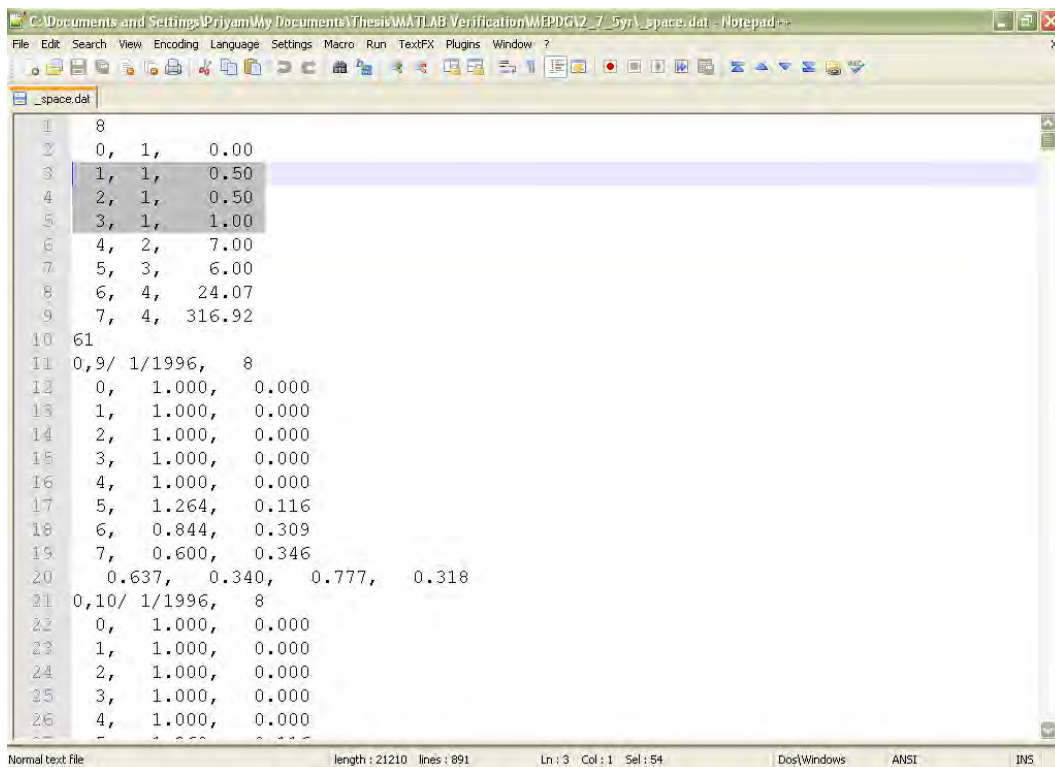 C:\Documents and Settings\Priyam\My Documents\Thesis\MATLAB Verification\MEPDG\2_7_5yr\_space.dat - Notepad++
File Edit Search View Encoding Language Settings Macro Run TextFX Plugins Window ?
_space.dat
1 8
2 0, 1, 0.00
3 1, 1, 0.50
4 2, 1, 0.50
5 3, 1, 1.00
6 4, 2, 7.00
7 5, 3, 6.00
8 6, 4, 24.07
9 7, 4, 316.92
10 61
11 0,9/ 1/1996, 8
12 0, 1.000, 0.000
13 1, 1.000, 0.000
14 2, 1.000, 0.000
15 3, 1.000, 0.000
16 4, 1.000, 0.000
17 5, 1.264, 0.116
18 6, 0.844, 0.309
19 7, 0.600, 0.346
20 0.637, 0.340, 0.777, 0.318
21 0,10/ 1/1996, 8
22 0, 1.000, 0.000
23 1, 1.000, 0.000
24 2, 1.000, 0.000
25 3, 1.000, 0.000
26 4, 1.000, 0.000
Normal text file length : 21210 lines : 891 Ln : 3 Col : 1 Sel : 54 Dos\Windows ANSI INS